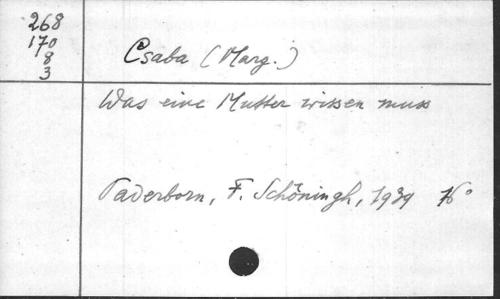 268
170
8
3
Csaba (Marg.)
Was eine Mutter wissen muss
Paderborn, F. Schöningh, 1939 16°